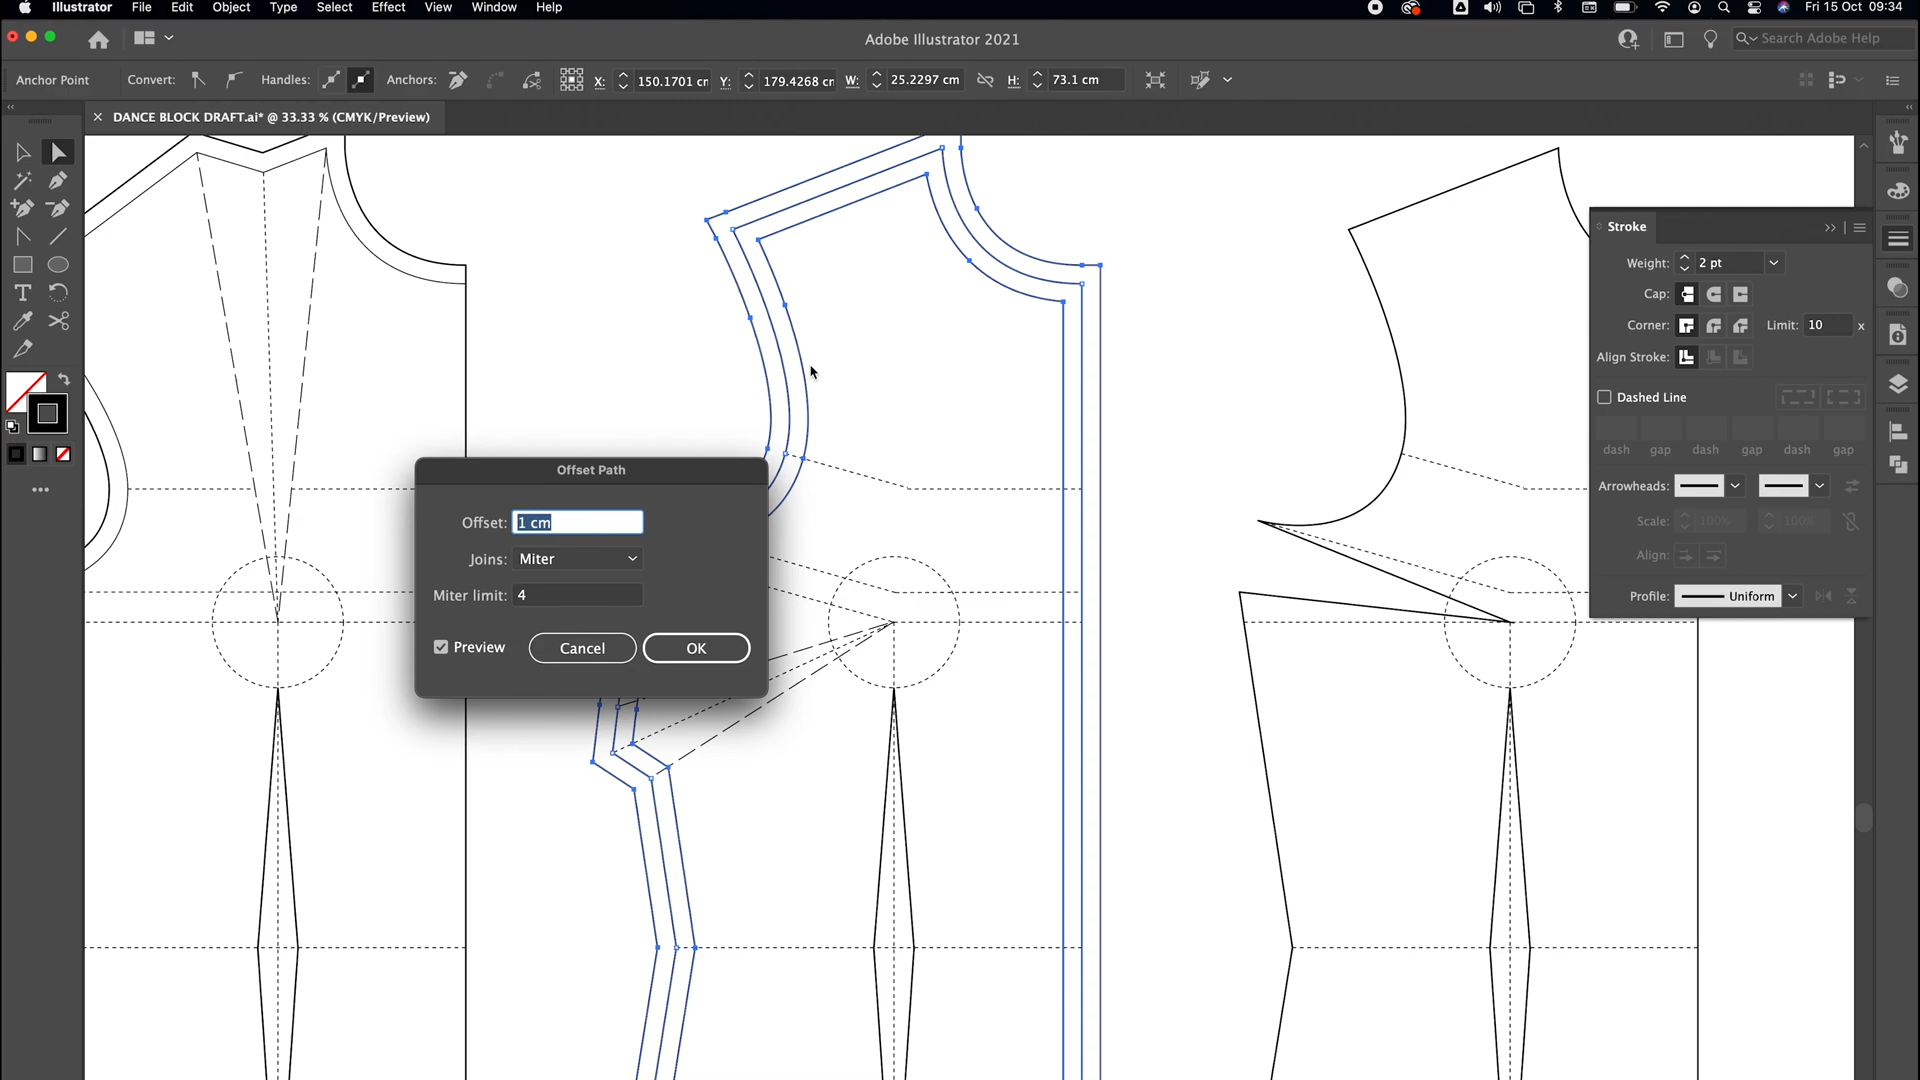 Illustrator File Edit Object Type Select Effect View Window Help
Fri 15 Oct 09:34
Adobe Illustrator 2021
Search Adobe Help
Anchor Point Convert: Handles: Anchors: X: 150.1701 cm Y: 179.4268 cm W: 25.2297 cm H: 73.1 cm
× DANCE BLOCK DRAFT.ai* @ 33.33 % (CMYK/Preview)
Stroke
Weight: 2 pt
Cap:
Corner: Limit: 10 x
Align Stroke:
Dashed Line
dash gap dash gap dash gap
Arrowheads:
Scale: 100% 100%
Align:
Profile: Uniform
Offset Path
Offset: 1 cm
Joins: Miter
Miter limit: 4
Preview Cancel OK